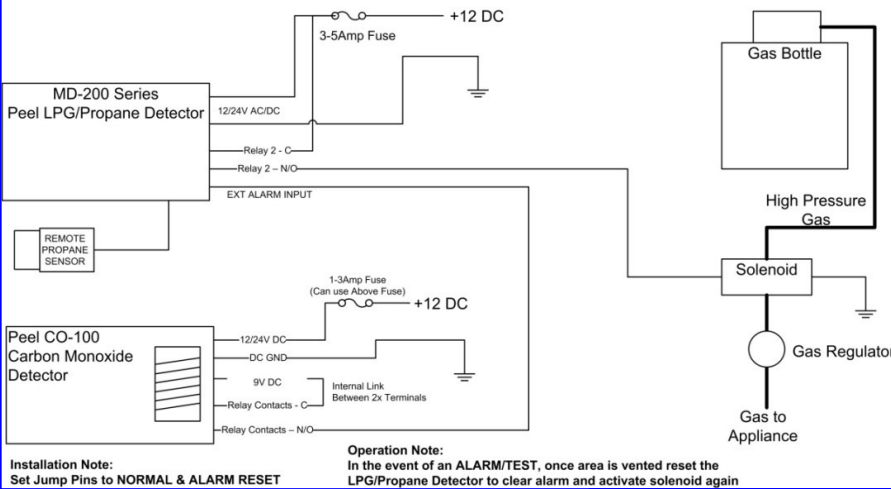 +12 DC
3-5Amp Fuse
Gas Bottle
MD-200 Series
Peel LPG/Propane Detector
12/24V AC/DC
Relay 2 - C
Relay 2 – N/O
EXT ALARM INPUT
High Pressure
Gas
REMOTE
PROPANE
SENSOR
Solenoid
1-3Amp Fuse
(Can use Above Fuse)
+12 DC
Peel CO-100
Carbon Monoxide
Detector
12/24V DC
DC GND
9V DC
Internal Link
Between 2x Terminals
Relay Contacts - C
Relay Contacts – N/O
Gas Regulator
Gas to
Appliance
Installation Note:
Set Jump Pins to NORMAL & ALARM RESET
Operation Note:
In the event of an ALARM/TEST, once area is vented reset the
LPG/Propane Detector to clear alarm and activate solenoid again